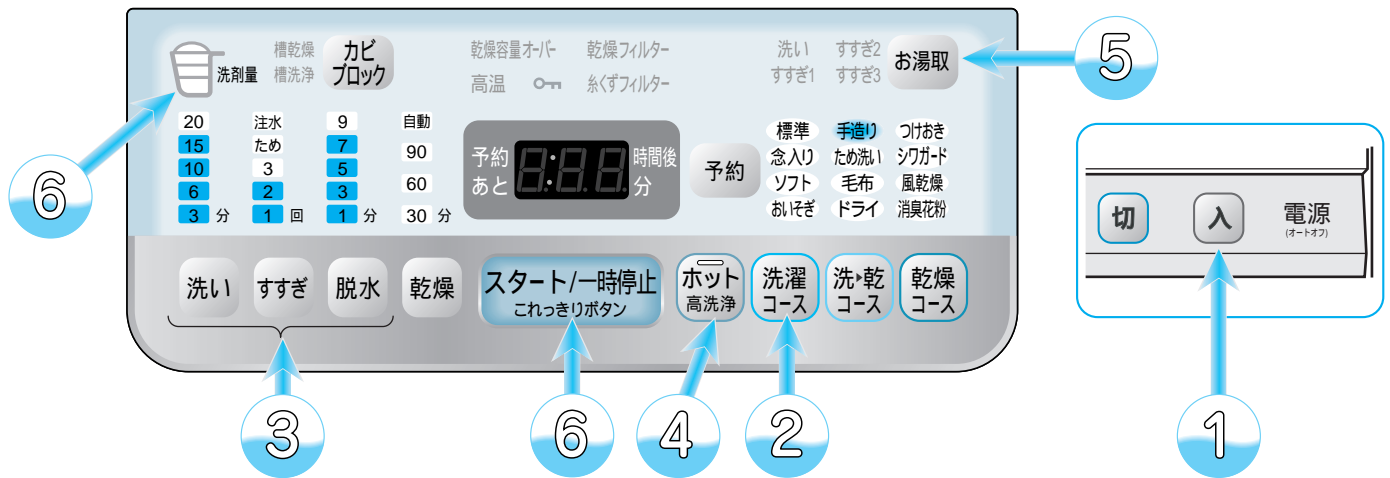 洗剤量
槽乾燥
槽洗浄
カビ
ブロック
乾燥容量オーバー 乾燥フィルター
高温 糸くずフィルター
洗い すすぎ2
すすぎ1 すすぎ3
お湯取
5
6
20 注水 9 自動
15 ため 7 90
10 3 5 60
6 2 3
3 分 1 回 1 分 30 分
予約 8:88 時間後
あと 分
予約
標準 手造り つけおき
念入り ため洗い シワガード
ソフト 毛布 風乾燥
おいそぎ ドライ 消臭花粉
切 入 電源
(オートオフ)
洗い すすぎ 脱水 乾燥
スタート/一時停止
これっきりボタン
ホット
高洗浄
洗濯
コース
洗▶乾
コース
乾燥
コース
3 6 4 2 1